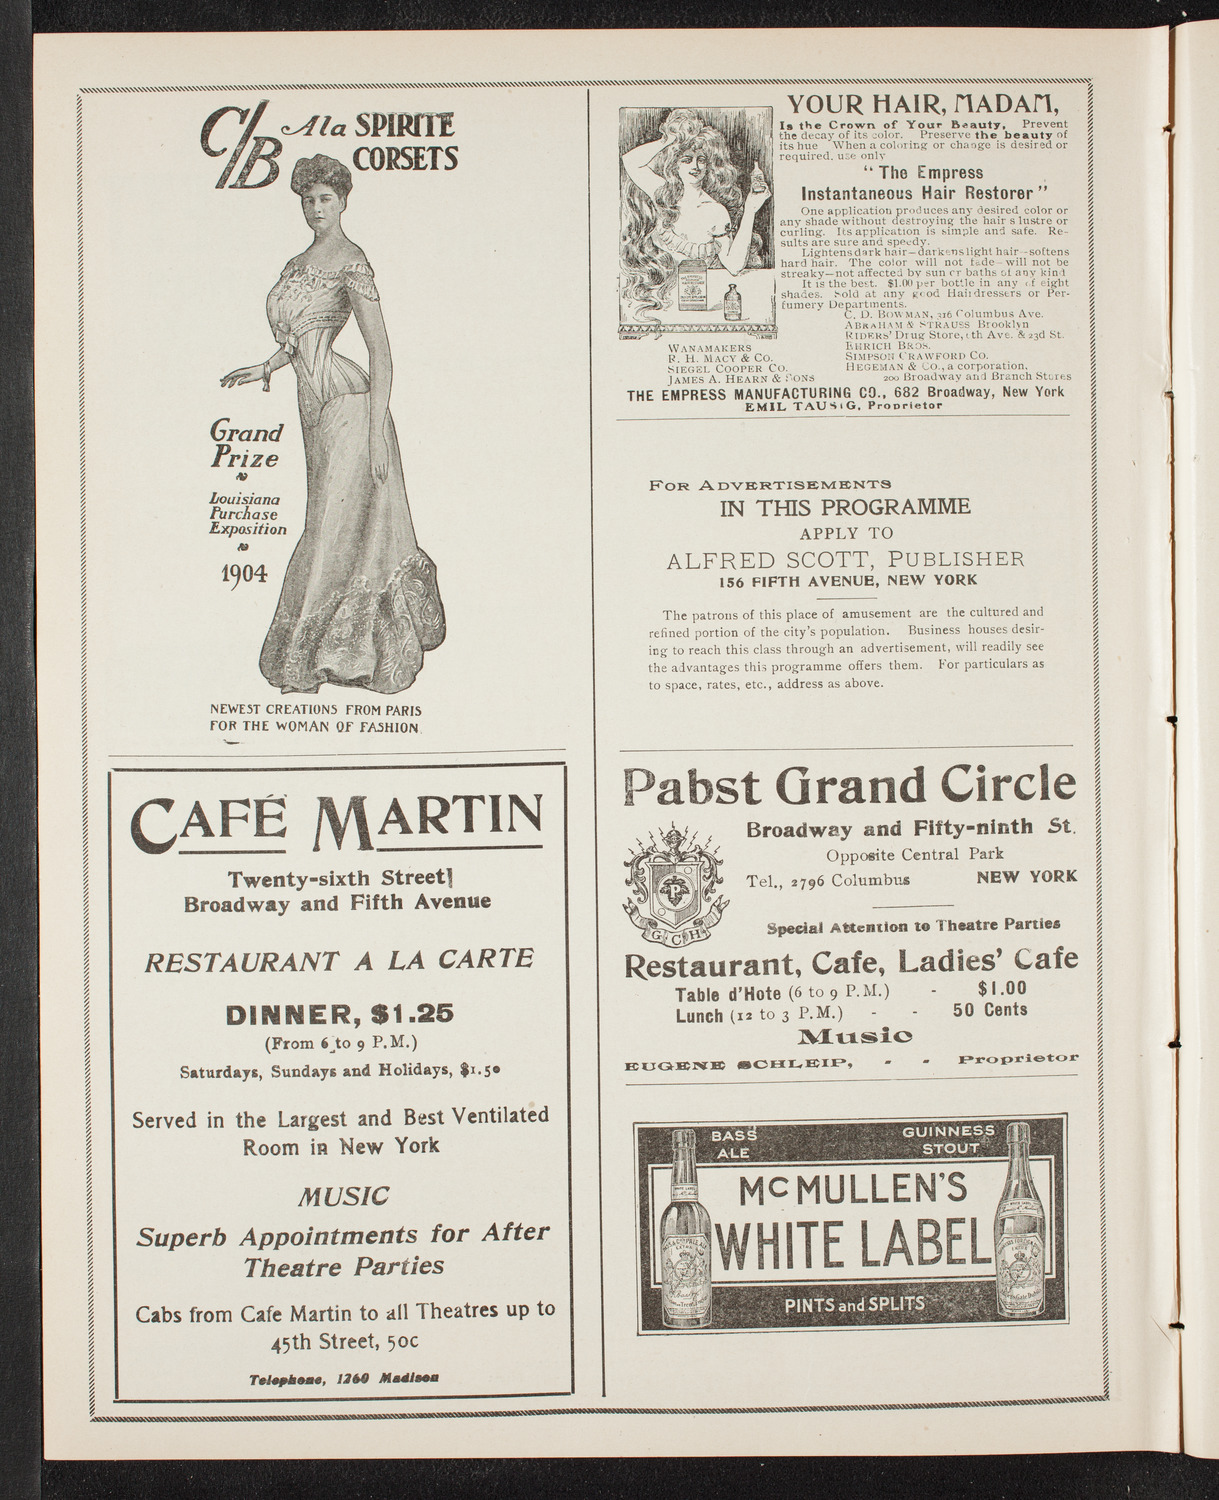 C/B A la SPIRITE
CORSETS
Grand
Prize
Louisiana
Purchase
Exposition
1904
NEWEST CREATIONS FROM PARIS
FOR THE WOMAN OF FASHION.
CAFÉ MARTIN
Twenty-sixth Street
Broadway and Fifth Avenue
RESTAURANT A LA CARTE
DINNER, $1.25
(From 6 to 9 P.M.)
Saturdays, Sundays and Holidays, $1.50
Served in the Largest and Best Ventilated
Room in New York
MUSIC
Superb Appointments for After
Theatre Parties
Cabs from Cafe Martin to all Theatres up to
45th Street, 50c
Telephone, 1260 Madison
YOUR HAIR, MADAM,
Is the Crown of Your Beauty. Prevent
the decay of its color. Preserve the beauty of
its hue When a coloring or change is desired or
required, use only
"The Empress
Instantaneous Hair Restorer"
One application produces any desired color or
any shade without destroying the hair s lustre or
curling. Its application is simple and safe. Re-
sults are sure and speedy.
Lightens dark hair—darkens light hair—softens
hard hair. The color will not fade—will not be
streaky—not affected by sun or baths of any kind
It is the best. $1.00 per bottle in any of eight
shades. Sold at any good Hairdressers or Per-
fumery Departments.
C. D. BOWMAN, 316 Columbus Ave.
ABRAHAM & STRAUSS Brooklyn
RIDERS' Drug Store, 6th Ave. & 23d St.
EHRICH BROS.
SIMPSON CRAWFORD CO.
HEGEMAN & CO., a corporation.
200 Broadway and Branch Stores
WANAMAKERS
R. H. MACY & CO.
SIEGEL COOPER CO.
JAMES A. HEARN & SONS
THE EMPRESS MANUFACTURING CO., 682 Broadway, New York
EMIL TAUSIG, Proprietor
FOR ADVERTISEMENTS
IN THIS PROGRAMME
APPLY TO
ALFRED SCOTT, PUBLISHER
156 FIFTH AVENUE, NEW YORK
The patrons of this place of amusement are the cultured and
refined portion of the city's population. Business houses desir-
ing to reach this class through an advertisement, will readily see
the advantages this programme offers them. For particulars as
to space, rates, etc., address as above.
Pabst Grand Circle
Broadway and Fifty-ninth St.
Opposite Central Park
Tel., 2796 Columbus NEW YORK
G C H
Special Attention to Theatre Parties
Restaurant, Cafe, Ladies' Cafe
Table d'Hote (6 to 9 P.M.) - $1.00
Lunch (12 to 3 P.M.) - - 50 Cents
Music
EUGENE SCHLEIP, - - Proprietor
BASS ALE
GUINNESS STOUT
MCMULLEN'S
WHITE LABEL
PINTS and SPLITS